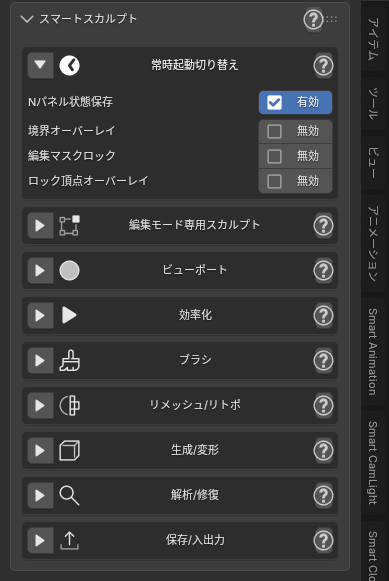 スマートスカルプト
常時起動切り替え
Nパネル状態保存 有効
境界オーバーレイ 無効
編集マスクロック 無効
ロック頂点オーバーレイ 無効
編集モード専用スカルプト
ビューポート
効率化
ブラシ
リメッシュ/リトポ
生成/変形
解析/修復
保存/入出力
アイテム
ツール
ビュー
アニメーション
Smart Animation
Smart CamLight
Smart Clo